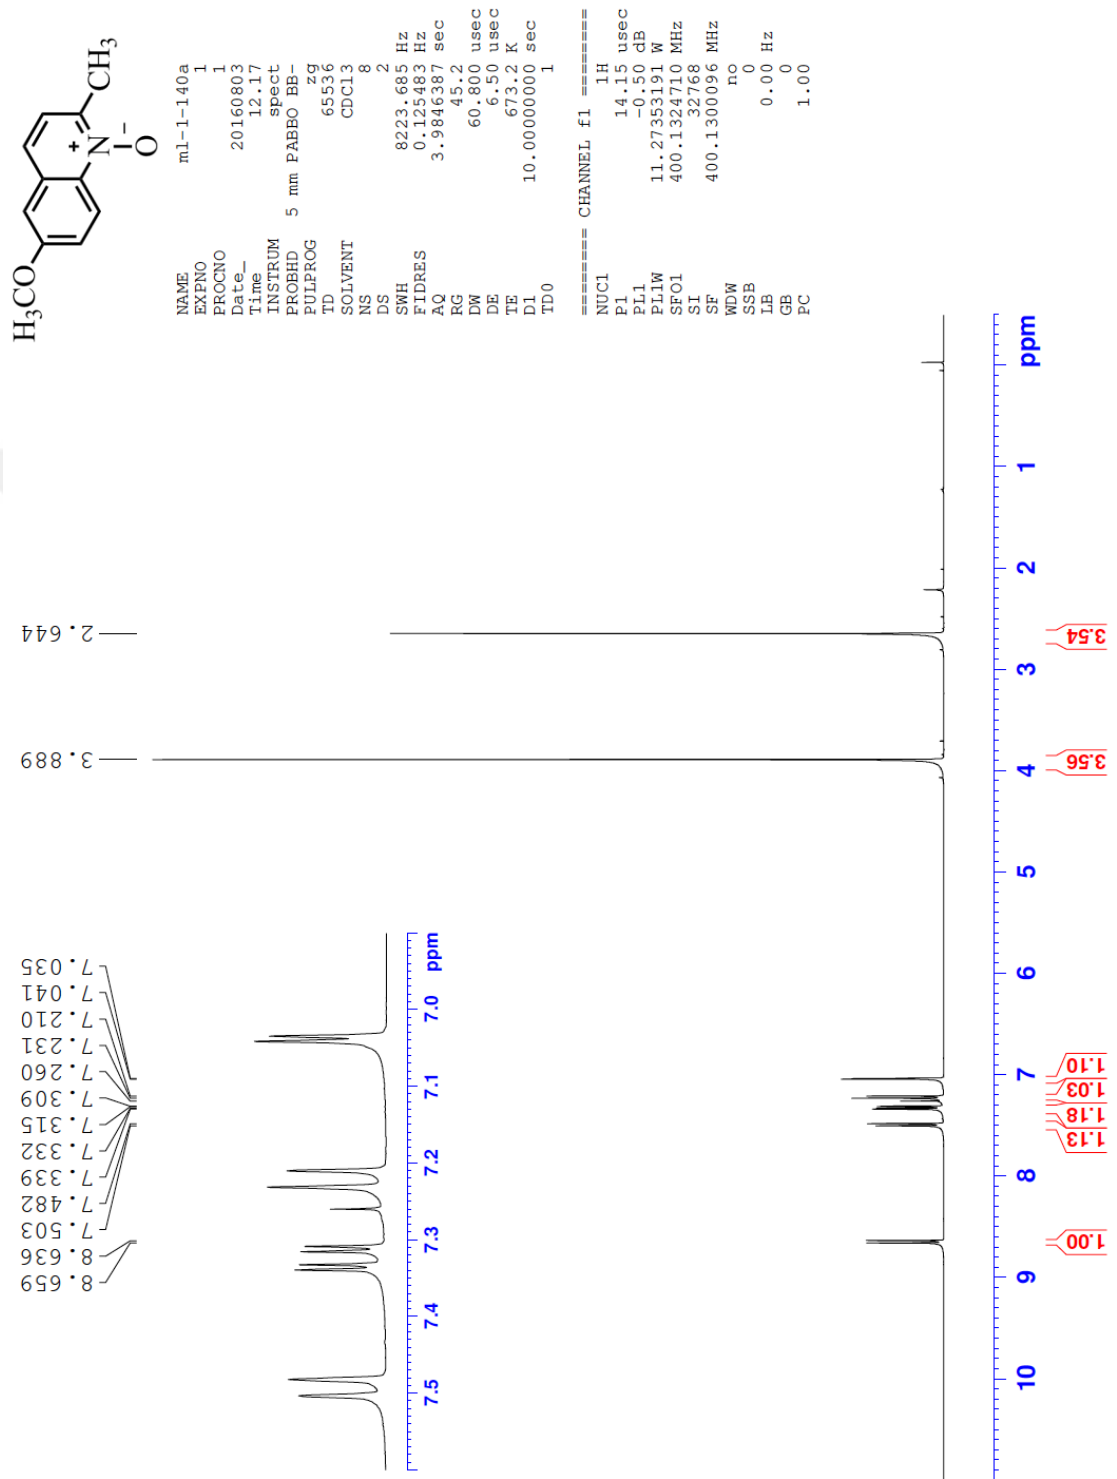 H₃CO
N
+
CH₃
O
−
NAME ml-1-140a
EXPNO 1
PROCNO 1
Date_ 20160803
Time 12.17
INSTRUM spect
PROBHD 5 mm PABBO BB-
PULPROG zg
TD 65536
SOLVENT CDCl3
NS 8
DS 2
SWH 8223.685 Hz
FIDRES 0.125483 Hz
AQ 3.9846387 sec
RG 45.2
DW 60.800 usec
DE 6.50 usec
TE 673.2 K
D1 10.00000000 sec
TD0 1
======== CHANNEL f1 ========
NUC1 1H
P1 14.15 usec
PL1 -0.50 dB
PL1W 11.27353191 W
SFO1 400.1324710 MHz
SI 32768
SF 400.1300096 MHz
WDW no
SSB 0
LB 0.00 Hz
GB 0
PC 1.00
8.659
8.636
7.503
7.482
7.339
7.332
7.315
7.309
7.260
7.231
7.210
7.041
7.035
3.889
2.644
7.5 7.4 7.3 7.2 7.1 7.0 ppm
10 9 8 7 6 5 4 3 2 1 ppm
1.00
1.13
1.18
1.03
1.10
3.56
3.54